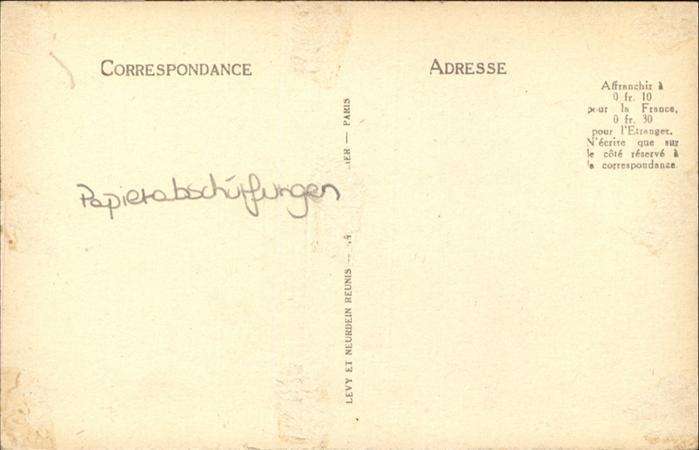 CORRESPONDANCE
ADRESSE
Affranchir à
0 fr. 10
pour la France,
0 fr. 30
pour l'Etranger.
N'écrire que sur
le côté réservé à
la correspondance
Papierabschürfungen
LEVY ET NEURDEIN REUNIS — PARIS